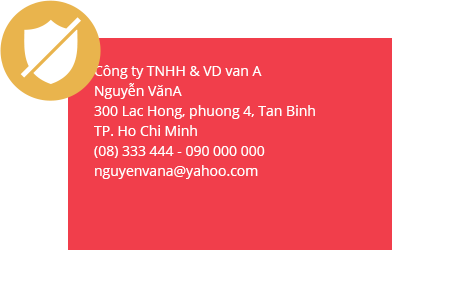 Công ty TNHH & VD van A
Nguyễn VănA
300 Lac Hong, phuong 4, Tan Binh
TP. Ho Chi Minh
(08) 333 444 - 090 000 000
nguyenvana@yahoo.com